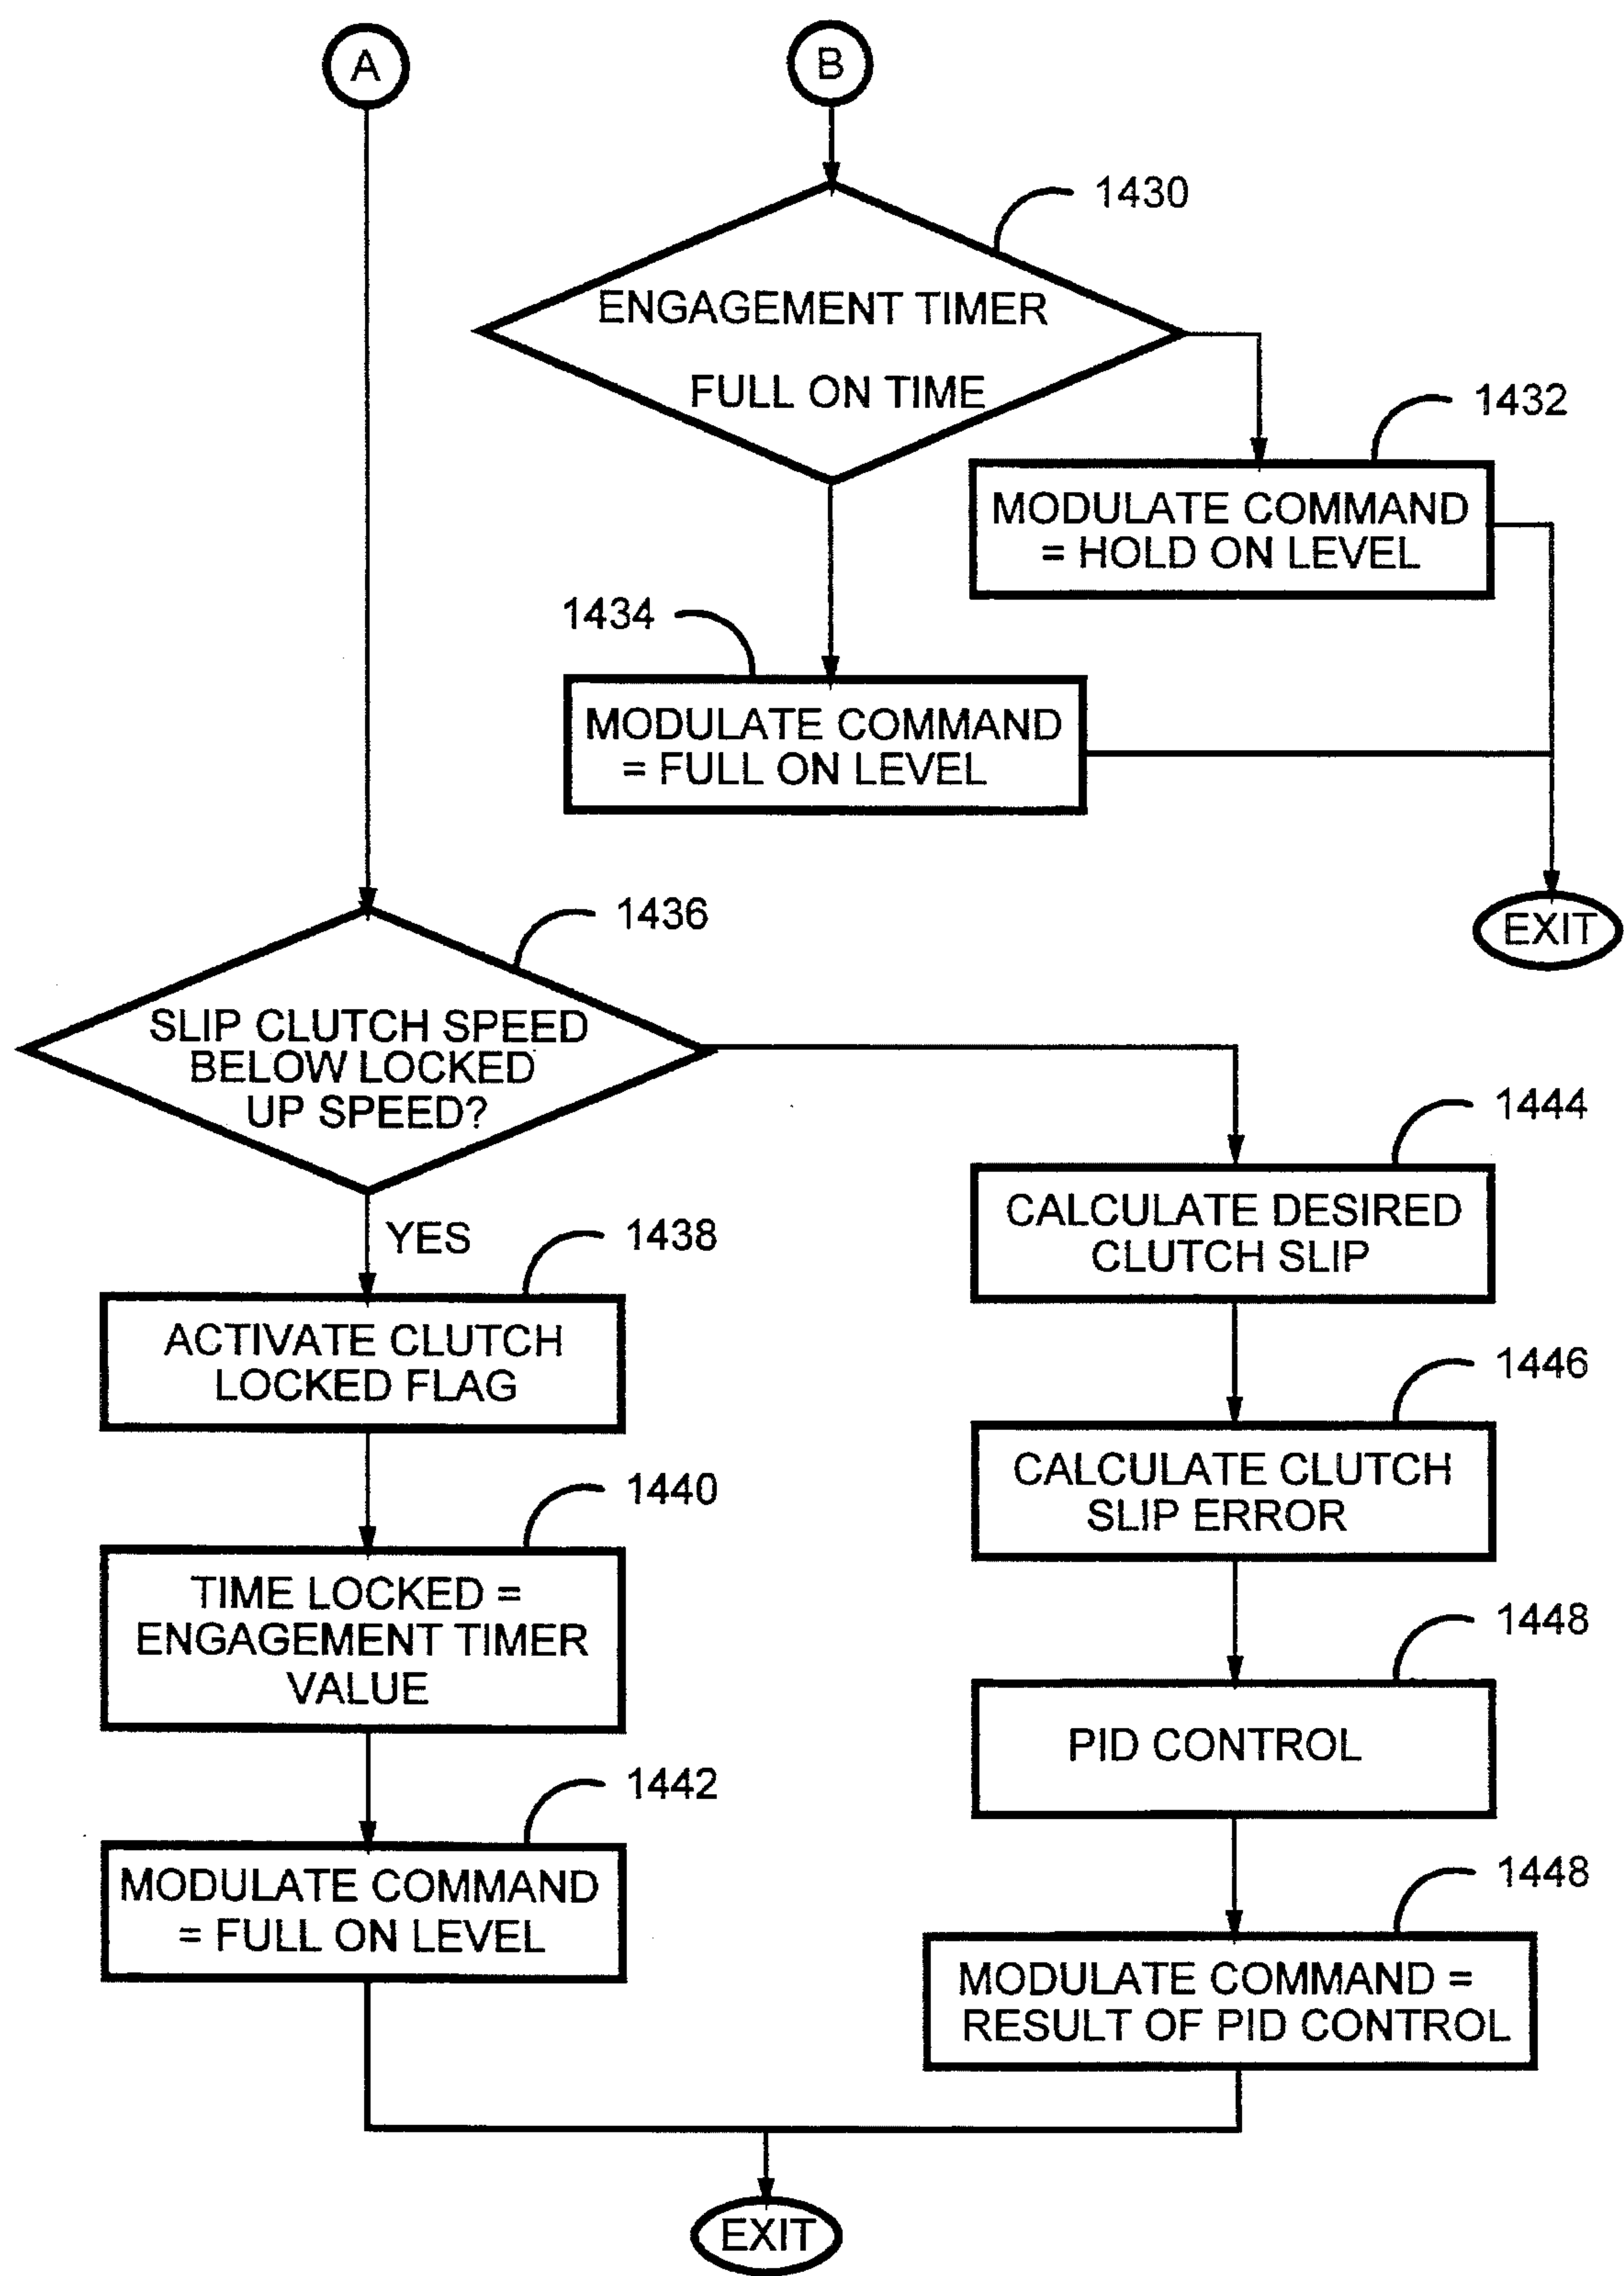 A
B
1430
ENGAGEMENT TIMER
FULL ON TIME
1432
MODULATE COMMAND
= HOLD ON LEVEL
1434
MODULATE COMMAND
= FULL ON LEVEL
EXIT
1436
SLIP CLUTCH SPEED
BELOW LOCKED
UP SPEED?
YES
1438
ACTIVATE CLUTCH
LOCKED FLAG
1440
TIME LOCKED =
ENGAGEMENT TIMER
VALUE
1442
MODULATE COMMAND
= FULL ON LEVEL
1444
CALCULATE DESIRED
CLUTCH SLIP
1446
CALCULATE CLUTCH
SLIP ERROR
1448
PID CONTROL
1448
MODULATE COMMAND =
RESULT OF PID CONTROL
EXIT